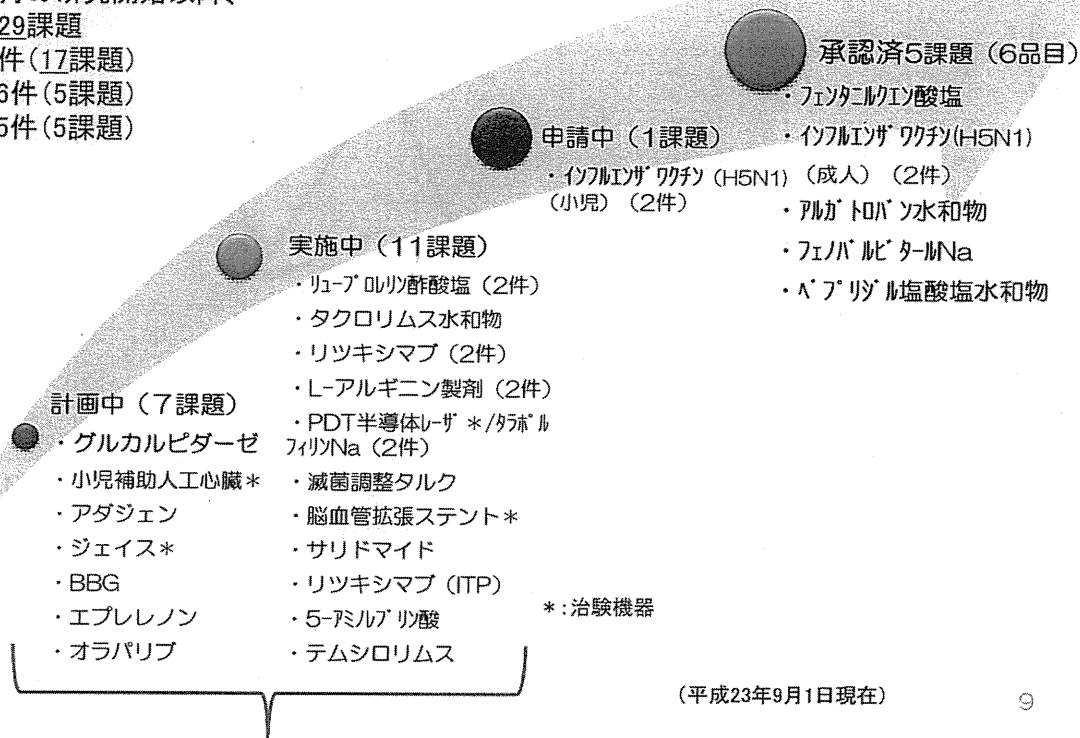 29課題
件(17課題)
6件(5課題)
5件(5課題)
承認済5課題（6品目）
・フェンタニルクエン酸塩
・インフルエンザワクチン(H5N1)
（成人）（2件）
・アルガトロバン水和物
・フェノバルビタールNa
・ベプリジル塩酸塩水和物
申請中（1課題）
・インフルエンザワクチン（H5N1）
（小児）（2件）
実施中（11課題）
・リュープロレリン酢酸塩（2件）
・タクロリムス水和物
・リツキシマブ（2件）
・L-アルギニン製剤（2件）
・PDT半導体レーザ＊/タラポル
フィリンNa（2件）
・滅菌調整タルク
・脳血管拡張ステント＊
・サリドマイド
・リツキシマブ（ITP）
・5-アミルブリン酸
・テムシロリムス
計画中（7課題）
・グルカルピダーゼ
・小児補助人工心臓＊
・アダジェン
・ジェイス＊
・BBG
・エプレレノン
・オラパリブ
＊:治験機器
（平成23年9月1日現在）
9